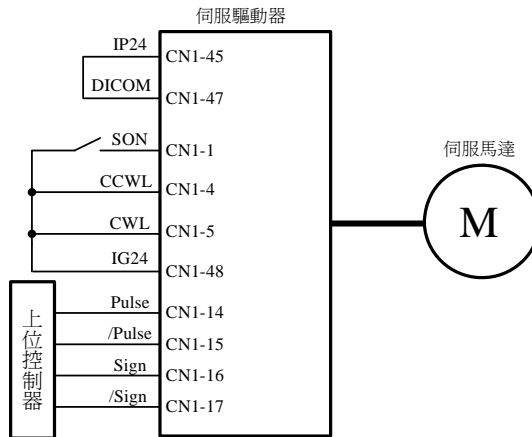 伺服驅動器
IP24
CN1-45
DICOM
CN1-47
SON
CN1-1
CCWL
CN1-4
CWL
CN1-5
IG24
CN1-48
Pulse
CN1-14
/Pulse
CN1-15
Sign
CN1-16
/Sign
CN1-17
上位控制器
伺服馬達
M